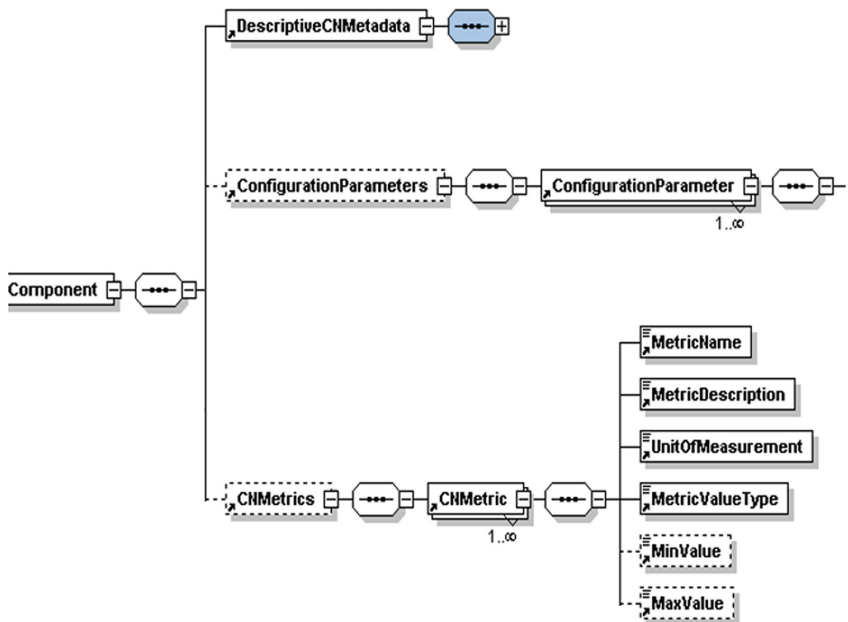 DescriptiveCNMetadata
ConfigurationParameters
ConfigurationParameter
1..∞
Component
MetricName
MetricDescription
UnitOfMeasurement
CNMetrics
CNMetric
MetricValueType
1..∞
MinValue
MaxValue